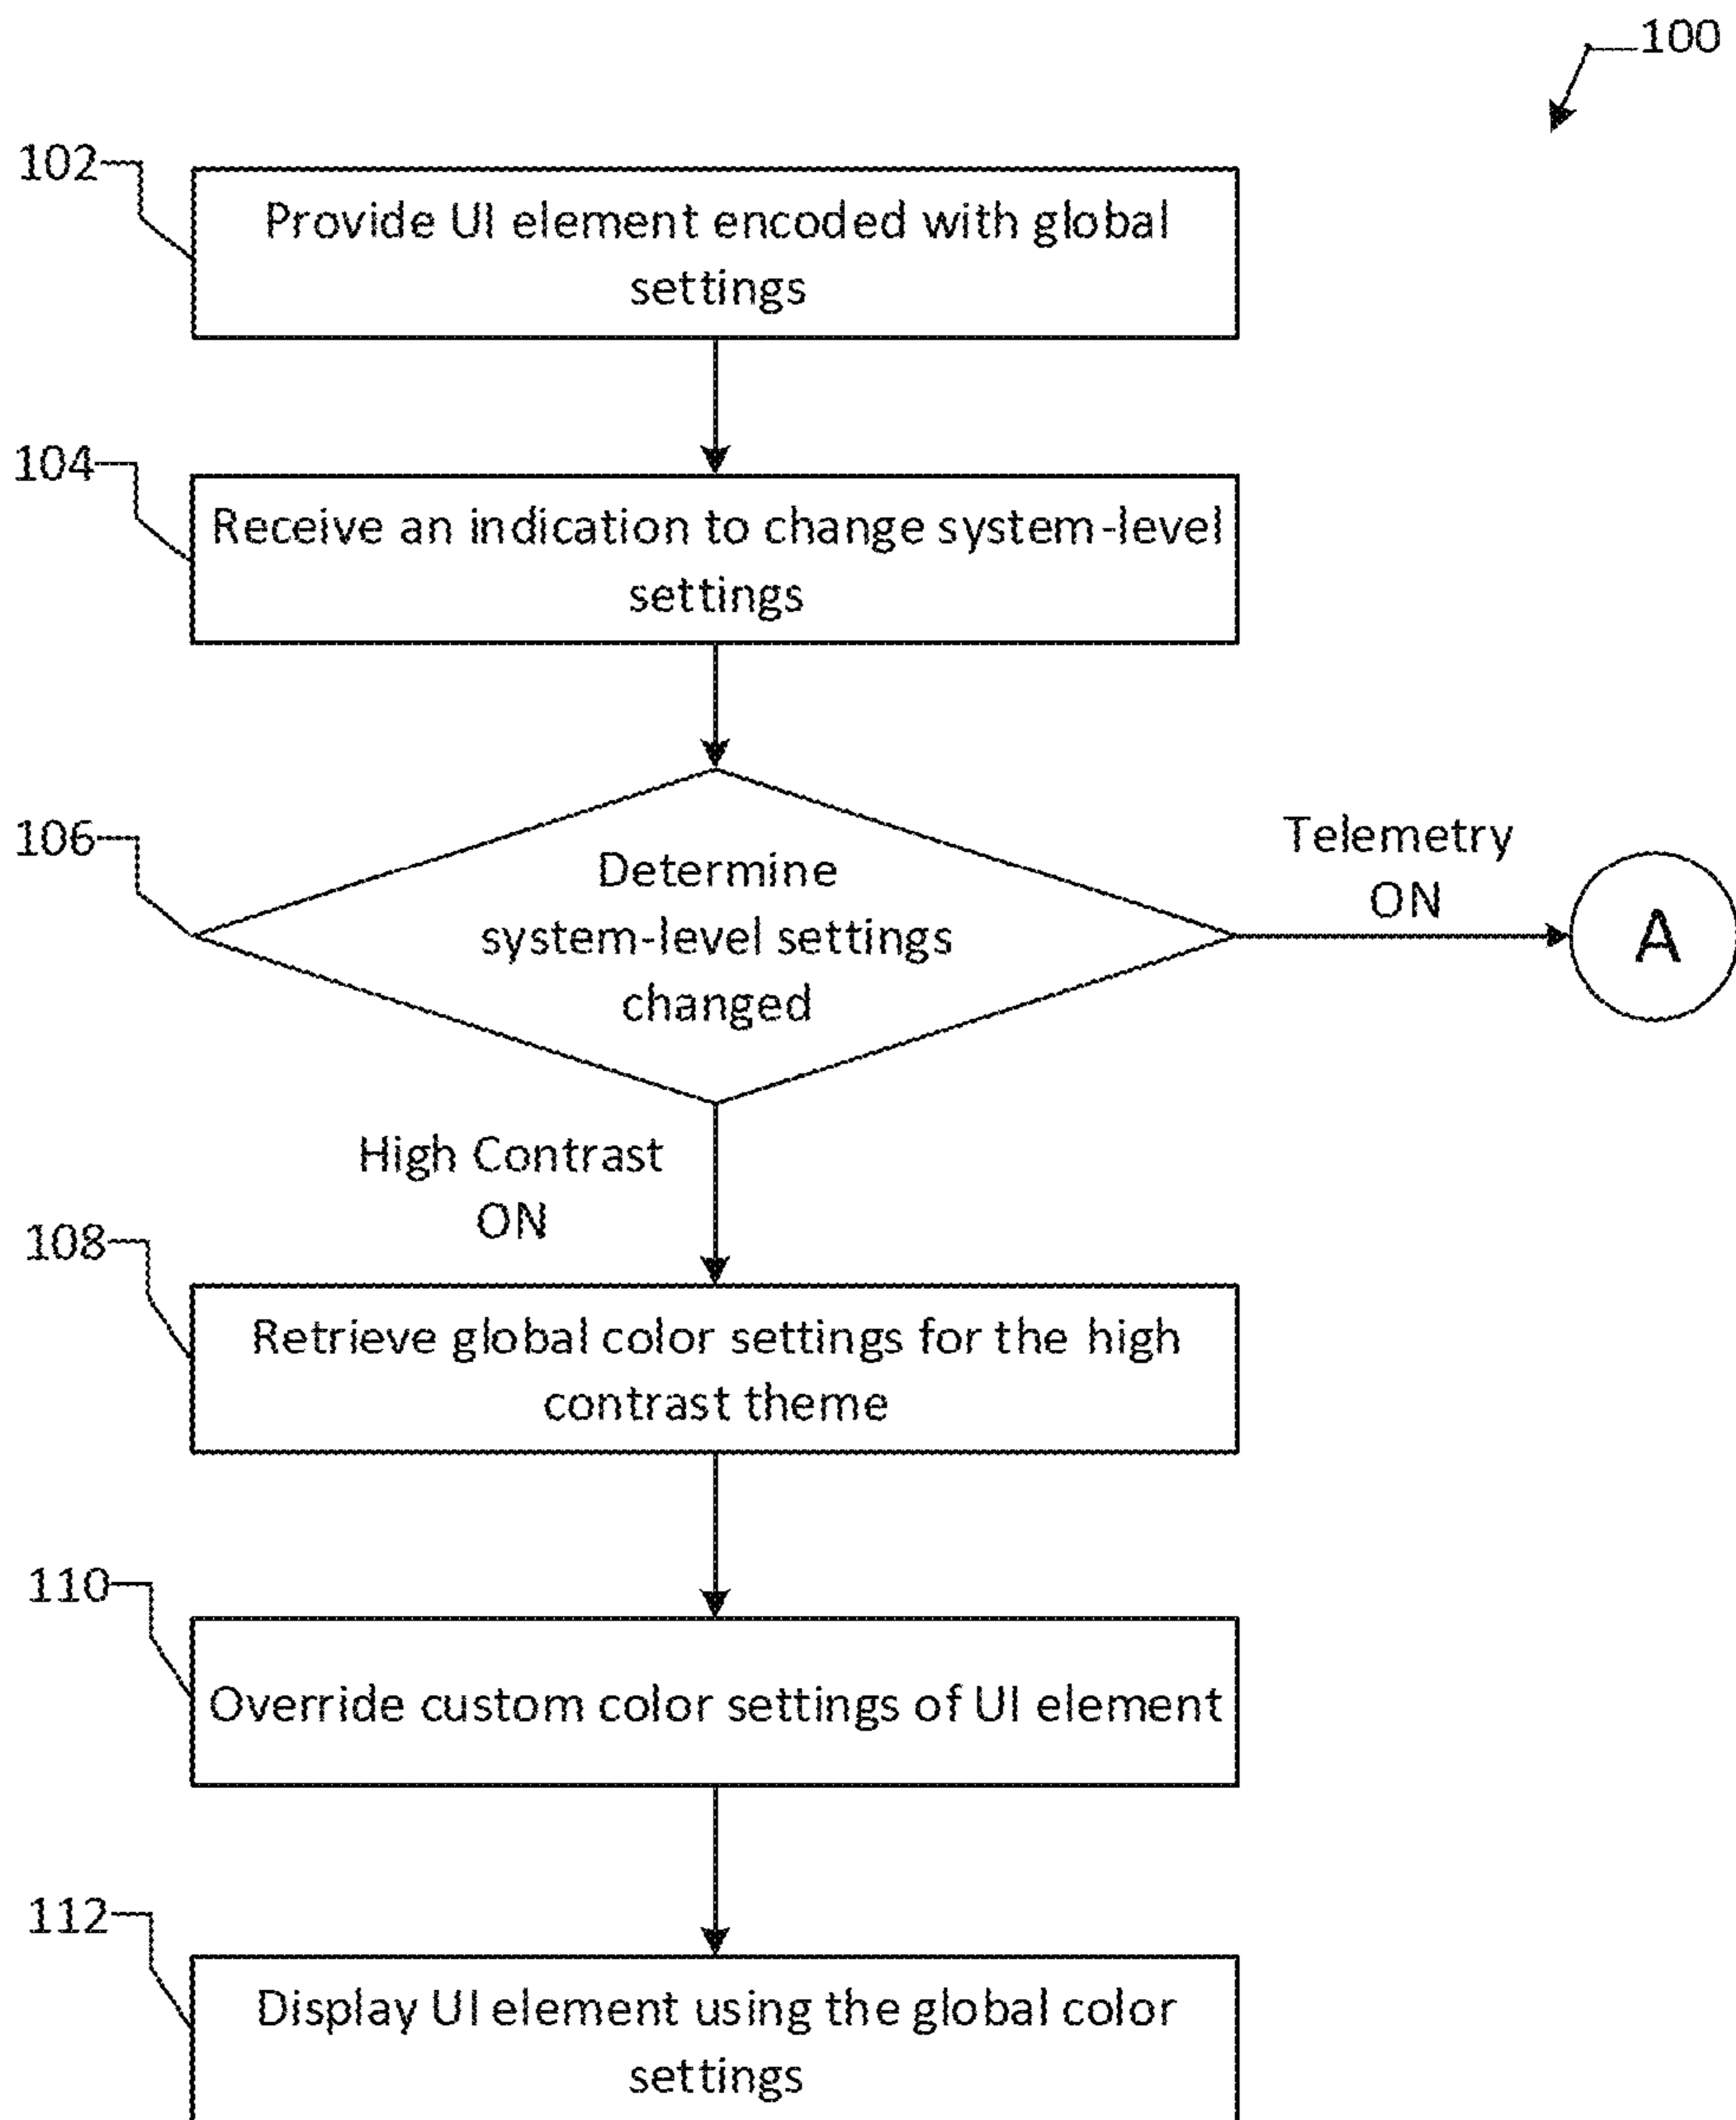 100
102
Provide UI element encoded with global
settings
104
Receive an indication to change system-level
settings
106
Determine
system-level settings
changed
Telemetry
ON
A
High Contrast
ON
108
Retrieve global color settings for the high
contrast theme
110
Override custom color settings of UI element
112
Display UI element using the global color
settings